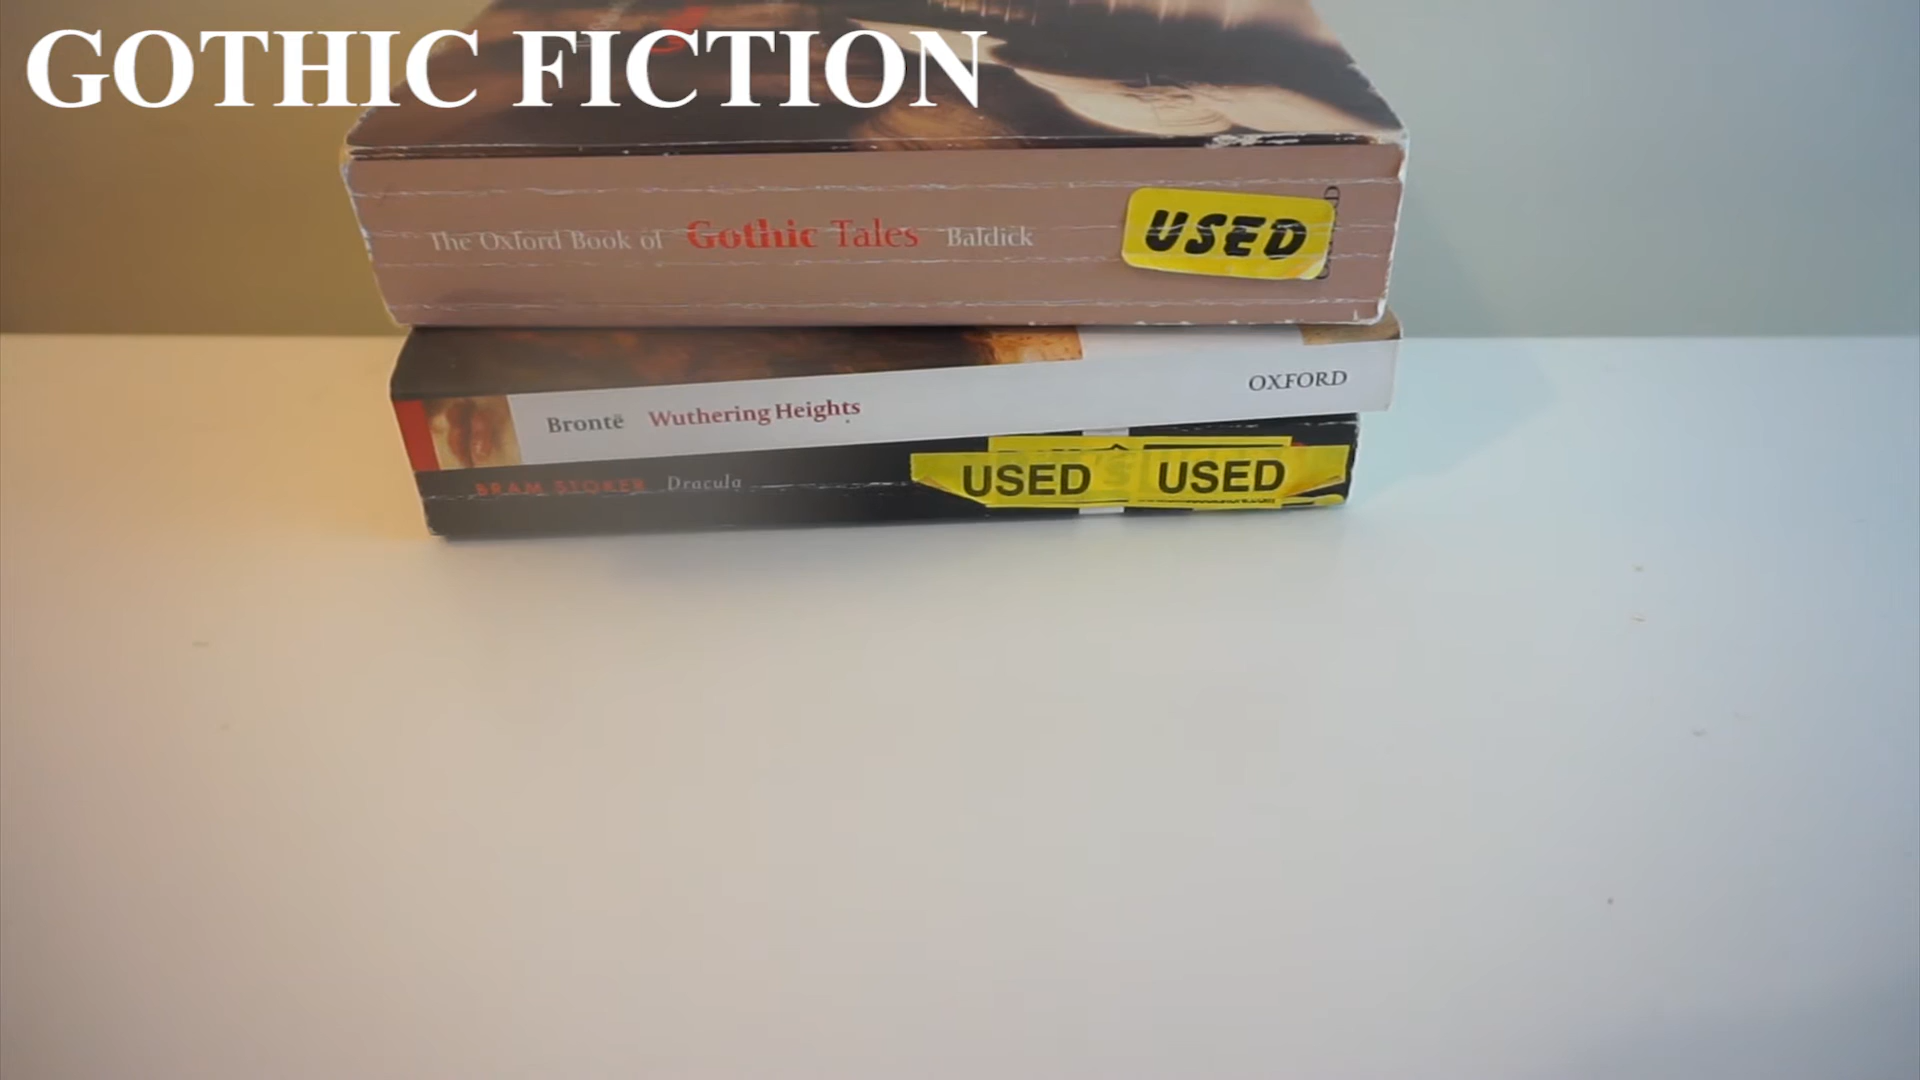 GOTHIC FICTION
The Oxford Book of Gothic Tales Baldick
USED
OXFORD
Brontë Wuthering Heights
BRAM STOKER Dracula
USED USED